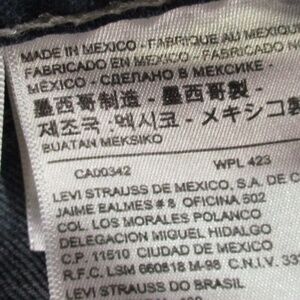 MADE IN MEXICO - FABRIQUE AU MEXIQUE
FABRICADO EN MEXICO -
MEXICO - СДЕЛАНО В МЕКСИКЕ -
墨西哥制造 - 墨西哥製 -
제조국 :멕시코 - メキシコ製
BUATAN MEKSIKO
CA00342 WPL 423
LEVI STRAUSS DE MEXICO, S.A. DE C
JAIME BALMES # 8 OFICINA 502
COL. LOS MORALES POLANCO
DELEGACION MIGUEL HIDALGO
C.P. 11510 CIUDAD DE MEXICO
R.F.C. LSM 660818 M-98 C.N.I.V. 33
LEVI STRAUSS DO BRASIL